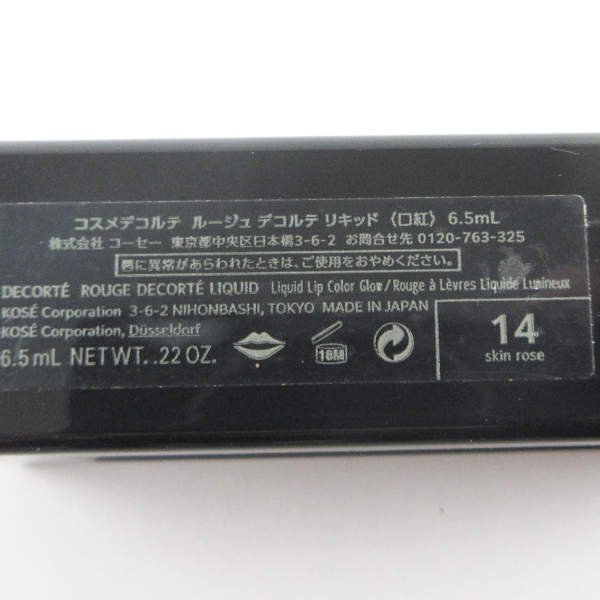 コスメデコルテ ルージュ デコルテ リキッド 〈口紅〉 6.5mL
株式会社 コーセー 東京都中央区日本橋3-6-2 お問合せ先 0120-763-325
唇に異常があらわれたときは、ご使用をおやめください。
DECORTÉ ROUGE DECORTÉ LIQUID Liquid Lip Color Glow/Rouge à Lèvres Liquide Lumineux
KOSÉ Corporation 3-6-2 NIHONBASHI, TOKYO MADE IN JAPAN
KOSÉ Corporation, Düsseldorf
6.5mL NET WT. .22 OZ.
18M
14
skin rose